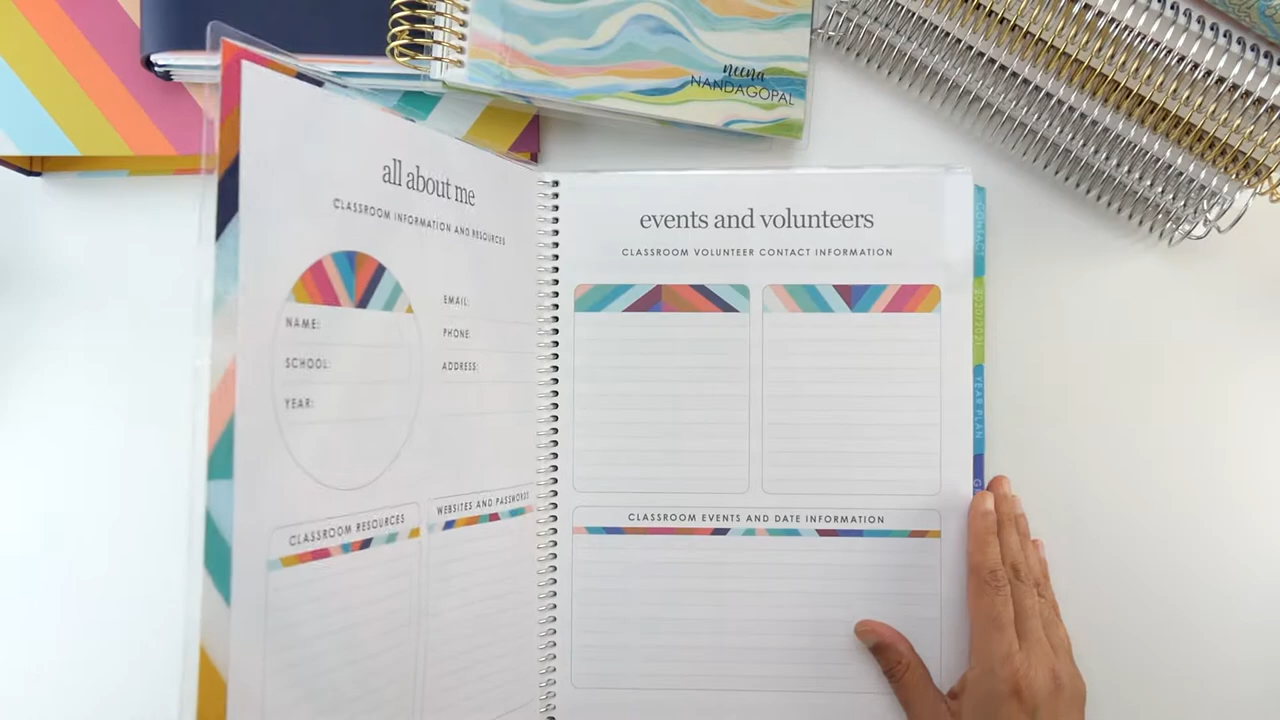 neena
NANDAGOPAL
all about me
CLASSROOM INFORMATION AND RESOURCES
NAME:
SCHOOL:
YEAR:
EMAIL:
PHONE:
ADDRESS:
CLASSROOM RESOURCES
WEBSITES AND PASSWORDS
events and volunteers
CLASSROOM VOLUNTEER CONTACT INFORMATION
CLASSROOM EVENTS AND DATE INFORMATION
CONTACT
2020/2021
YEAR PLAN